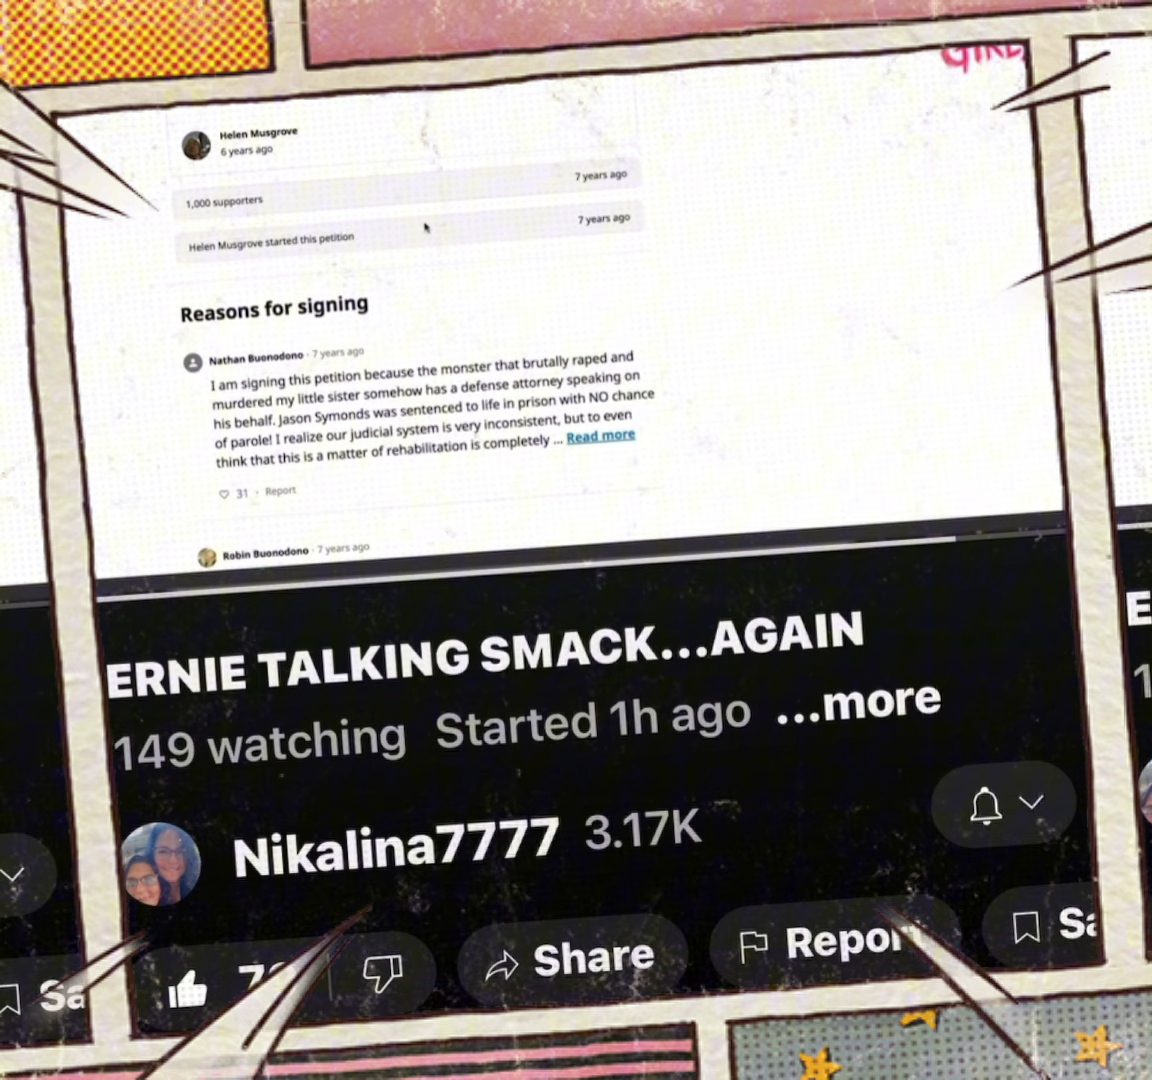 GIRL
Helen Musgrove
6 years ago
1,000 supporters 7 years ago
Helen Musgrove started this petition 7 years ago
Reasons for signing
Nathan Buonodono · 7 years ago
I am signing this petition because the monster that brutally raped and
murdered my little sister somehow has a defense attorney speaking on
his behalf. Jason Symonds was sentenced to life in prison with NO chance
of parole! I realize our judicial system is very inconsistent, but to even
think that this is a matter of rehabilitation is completely ... Read more
31 · Report
Robin Buonodono · 7 years ago
ERNIE TALKING SMACK...AGAIN
149 watching Started 1h ago ...more
Nikalina7777 3.17K
Share Repor Sa
Sa
E
1